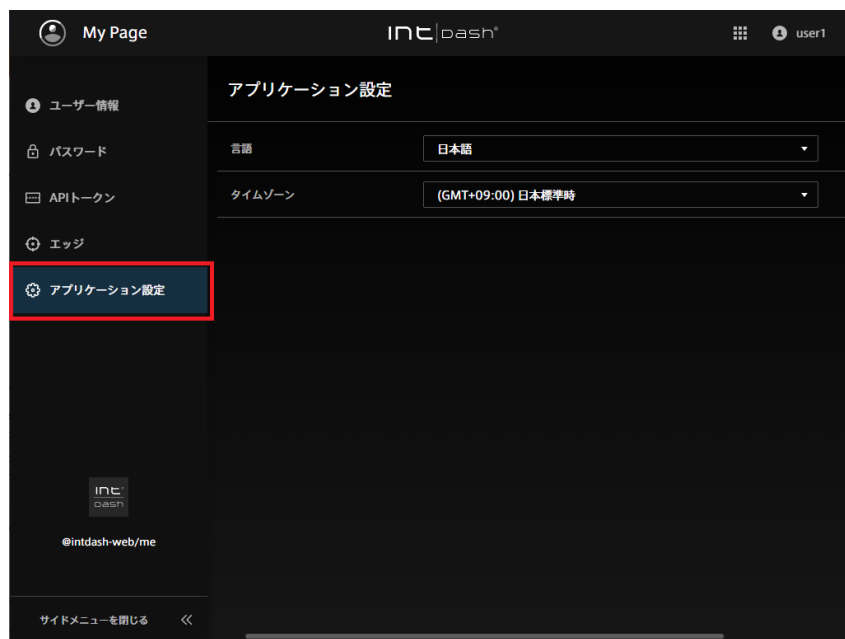 My Page
intdash®
user1
ユーザー情報
パスワード
APIトークン
エッジ
アプリケーション設定
アプリケーション設定
言語
日本語
タイムゾーン
(GMT+09:00) 日本標準時
int
dash
@intdash-web/me
サイドメニューを閉じる